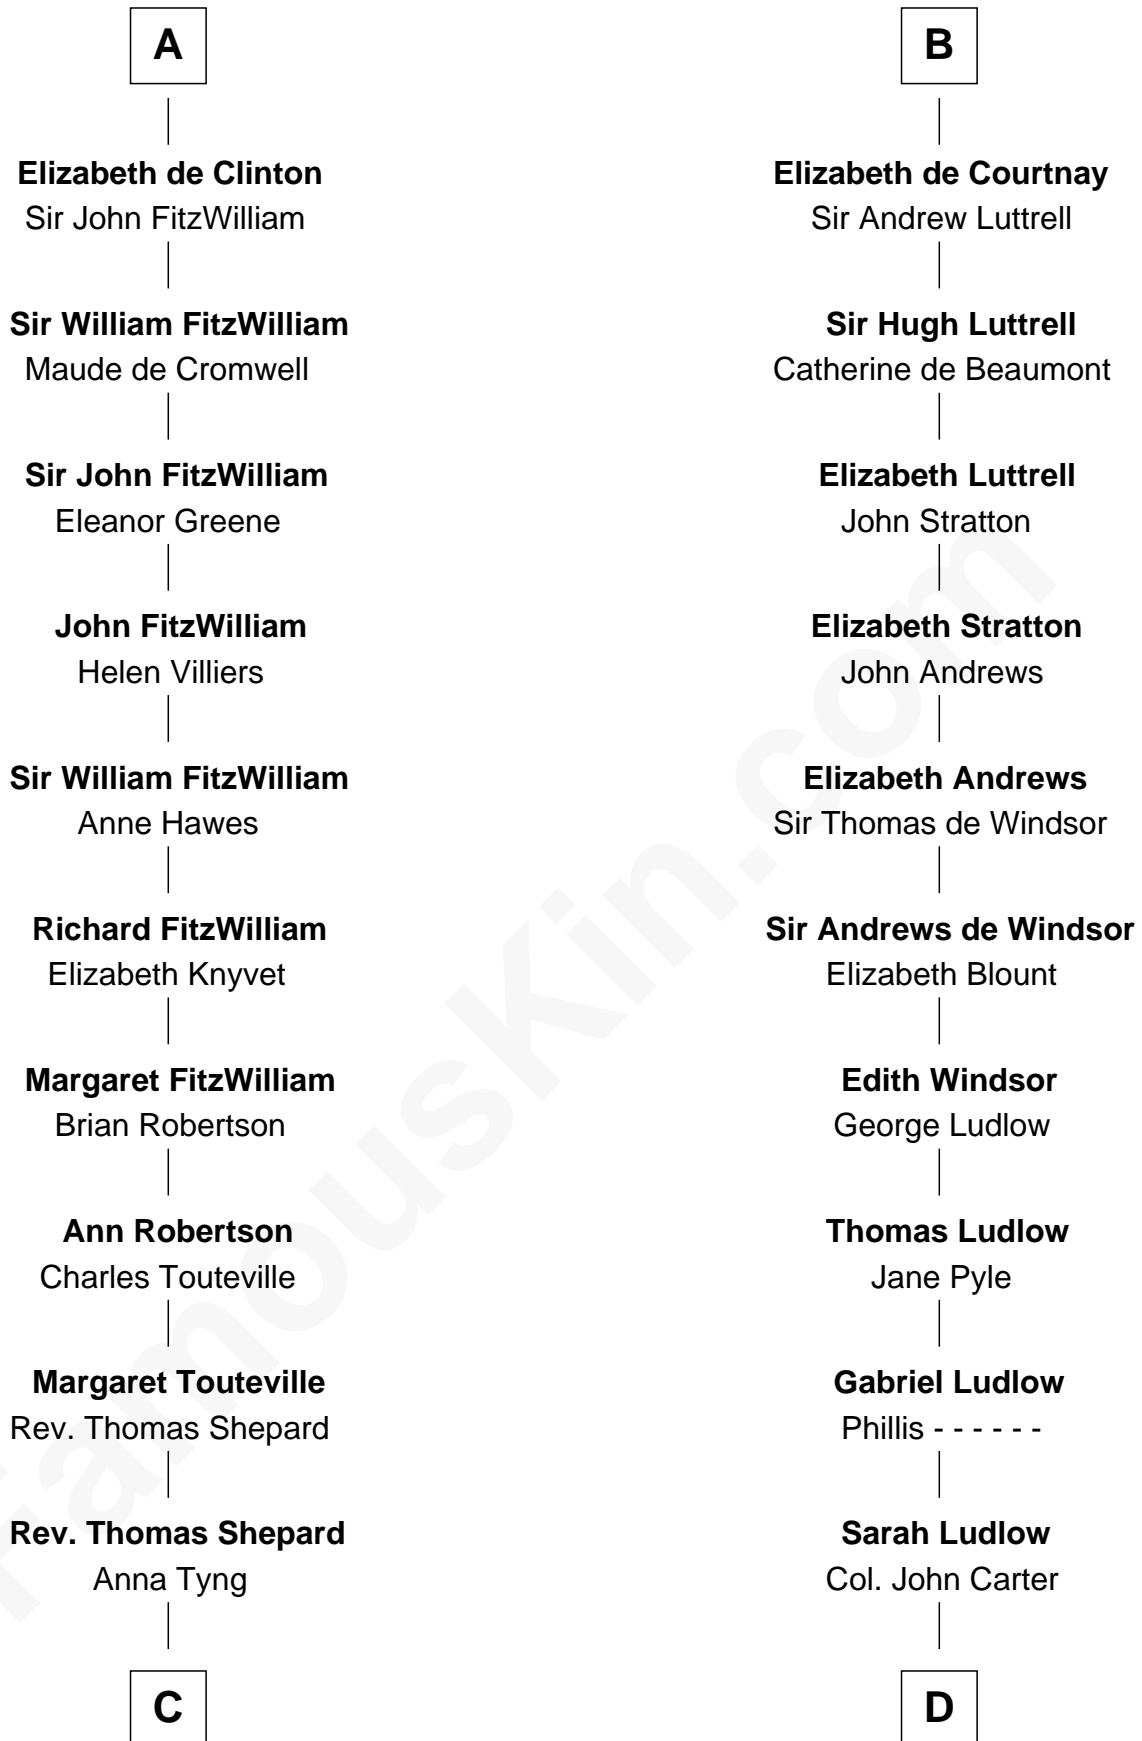 A
Elizabeth de Clinton
Sir John FitzWilliam
Sir William FitzWilliam
Maude de Cromwell
Sir John FitzWilliam
Eleanor Greene
John FitzWilliam
Helen Villiers
Sir William FitzWilliam
Anne Hawes
Richard FitzWilliam
Elizabeth Knyvet
Margaret FitzWilliam
Brian Robertson
Ann Robertson
Charles Touteville
Margaret Touteville
Rev. Thomas Shepard
Rev. Thomas Shepard
Anna Tyng
C
B
Elizabeth de Courtnay
Sir Andrew Luttrell
Sir Hugh Luttrell
Catherine de Beaumont
Elizabeth Luttrell
John Stratton
Elizabeth Stratton
John Andrews
Elizabeth Andrews
Sir Thomas de Windsor
Sir Andrews de Windsor
Elizabeth Blount
Edith Windsor
George Ludlow
Thomas Ludlow
Jane Pyle
Gabriel Ludlow
Phillis - - - - - -
Sarah Ludlow
Col. John Carter
D
FamousKin.com